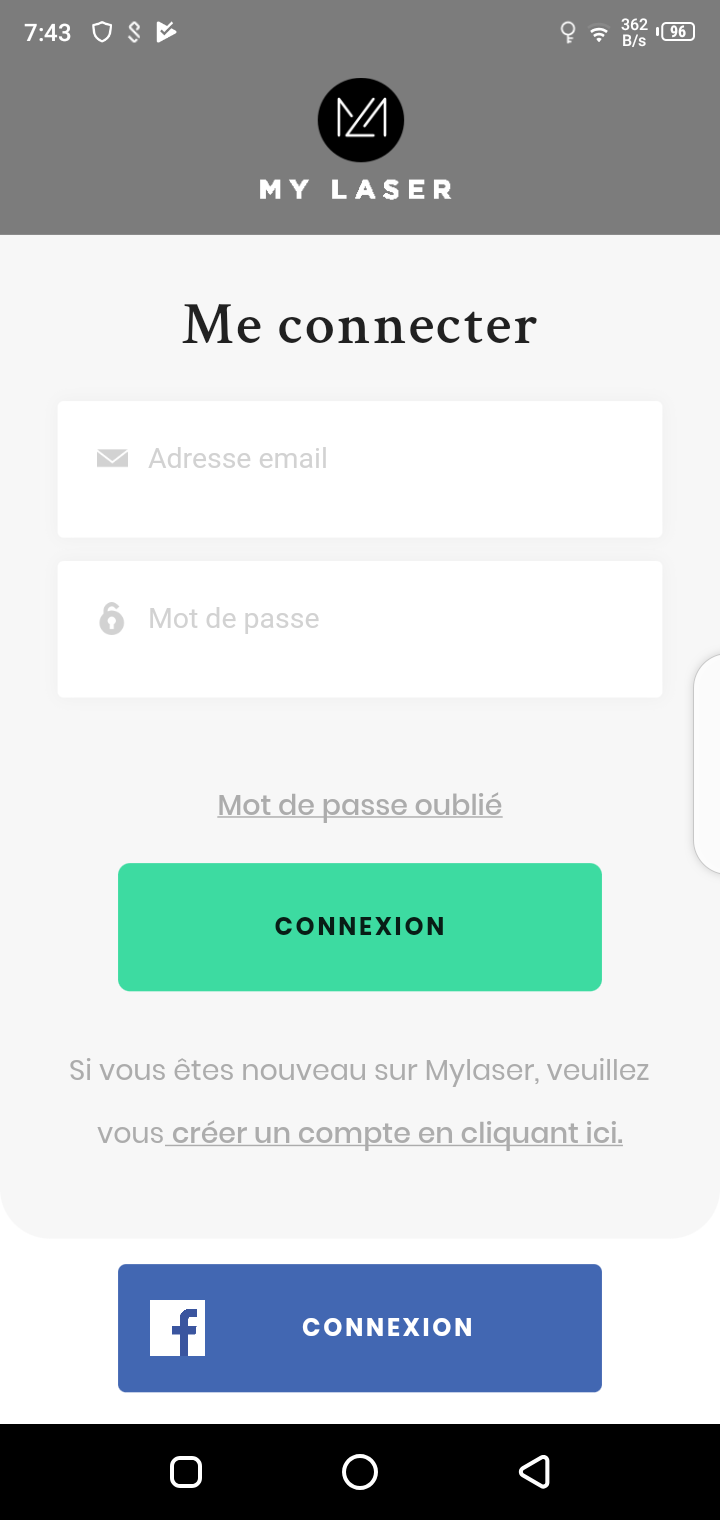 7:43
362
B/s
96
MY LASER
Me connecter
Adresse email
Mot de passe
Mot de passe oublié
CONNEXION
Si vous êtes nouveau sur Mylaser, veuillez
vous créer un compte en cliquant ici.
CONNEXION